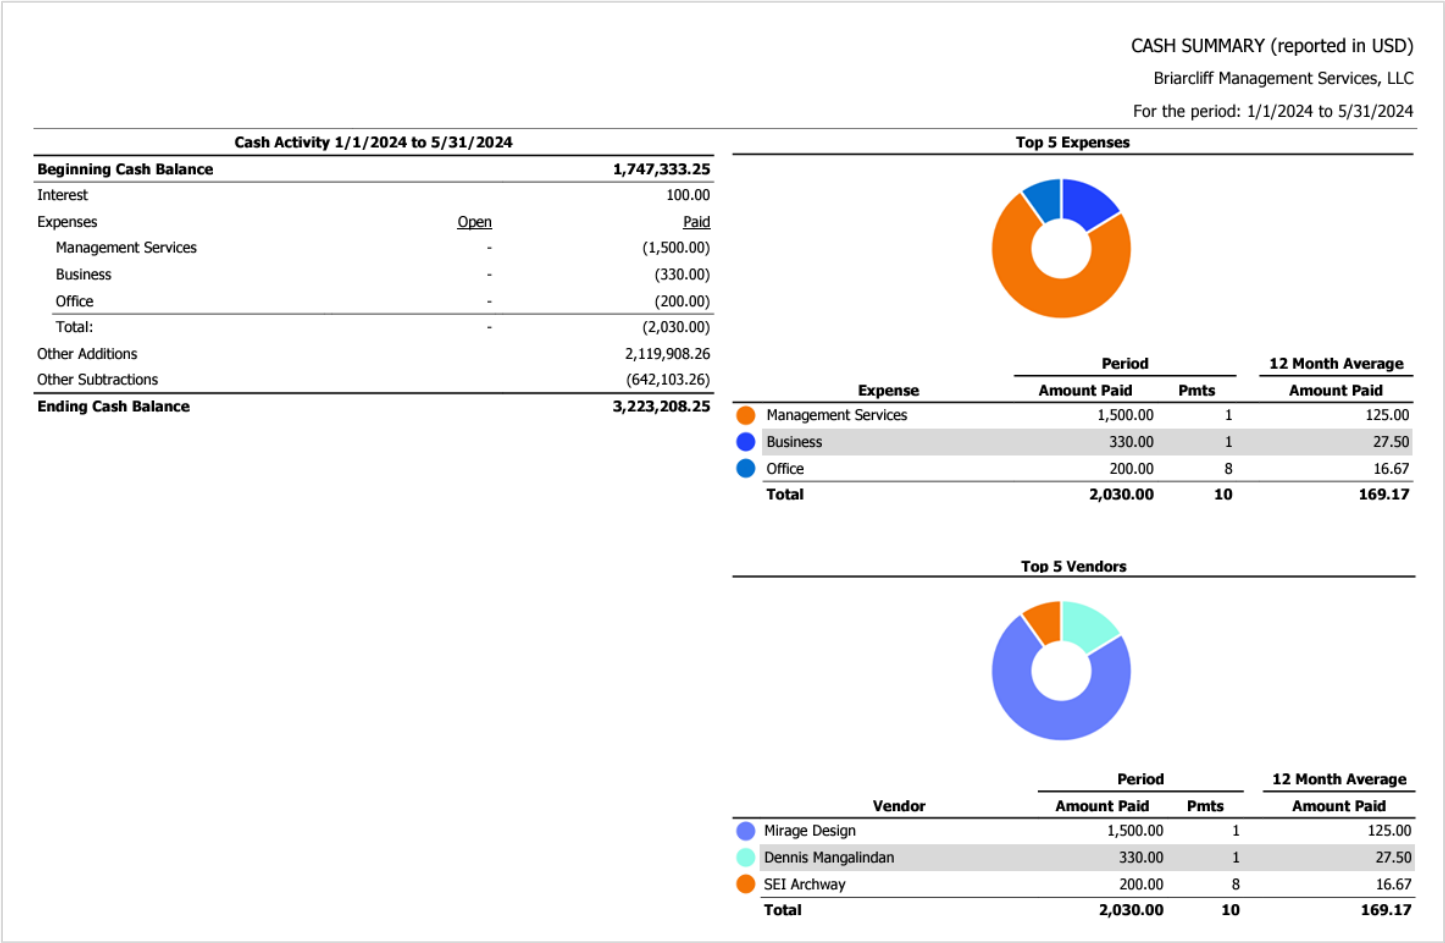 CASH SUMMARY (reported in USD)
Briarcliff Management Services, LLC
For the period: 1/1/2024 to 5/31/2024
Cash Activity 1/1/2024 to 5/31/2024
Beginning Cash Balance 1,747,333.25
Interest 100.00
Expenses Open Paid
Management Services - (1,500.00)
Business - (330.00)
Office - (200.00)
Total: - (2,030.00)
Other Additions 2,119,908.26
Other Subtractions (642,103.26)
Ending Cash Balance 3,223,208.25
Top 5 Expenses
Period 12 Month Average
Expense Amount Paid Pmts Amount Paid
Management Services 1,500.00 1 125.00
Business 330.00 1 27.50
Office 200.00 8 16.67
Total 2,030.00 10 169.17
Top 5 Vendors
Period 12 Month Average
Vendor Amount Paid Pmts Amount Paid
Mirage Design 1,500.00 1 125.00
Dennis Mangalindan 330.00 1 27.50
SEI Archway 200.00 8 16.67
Total 2,030.00 10 169.17